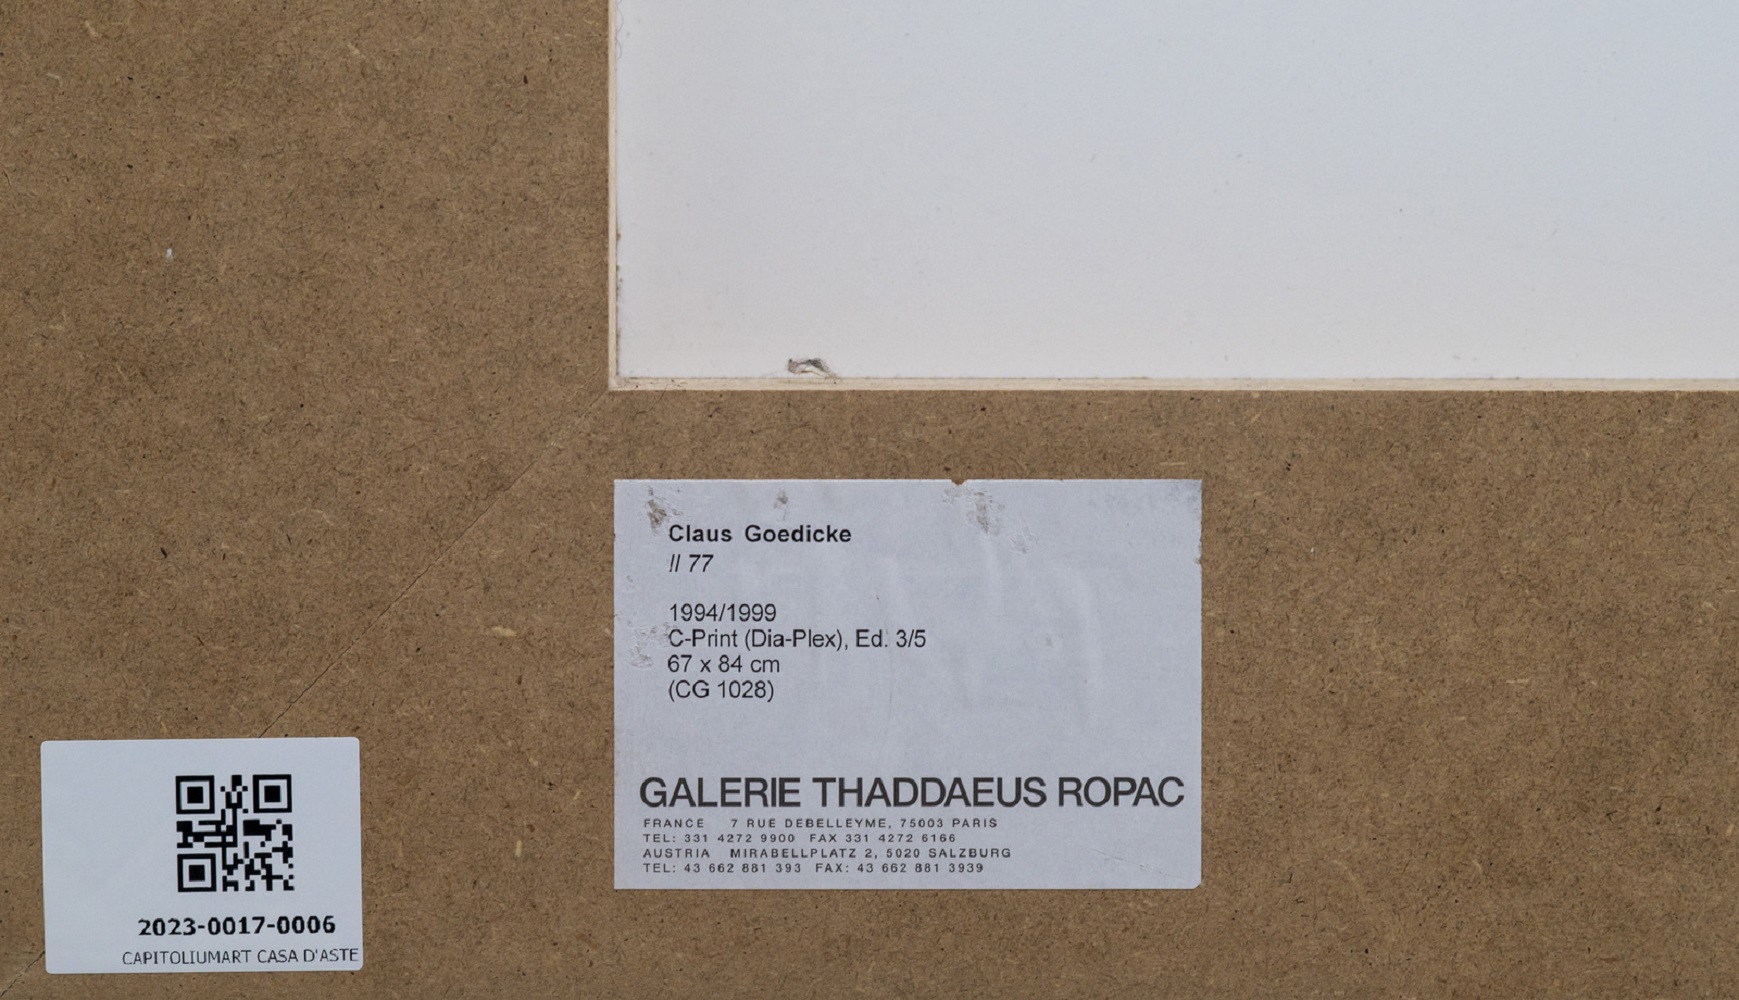 Claus Goedicke
II 77
1994/1999
C-Print (Dia-Plex), Ed. 3/5
67 x 84 cm
(CG 1028)
GALERIE THADDAEUS ROPAC
FRANCE 7 RUE DEBELLEYME, 75003 PARIS
TEL: 331 4272 9900 FAX 331 4272 6166
AUSTRIA MIRABELLPLATZ 2, 5020 SALZBURG
TEL: 43 662 881 393 FAX: 43 662 881 3939
2023-0017-0006
CAPITOLIUMART CASA D'ASTE